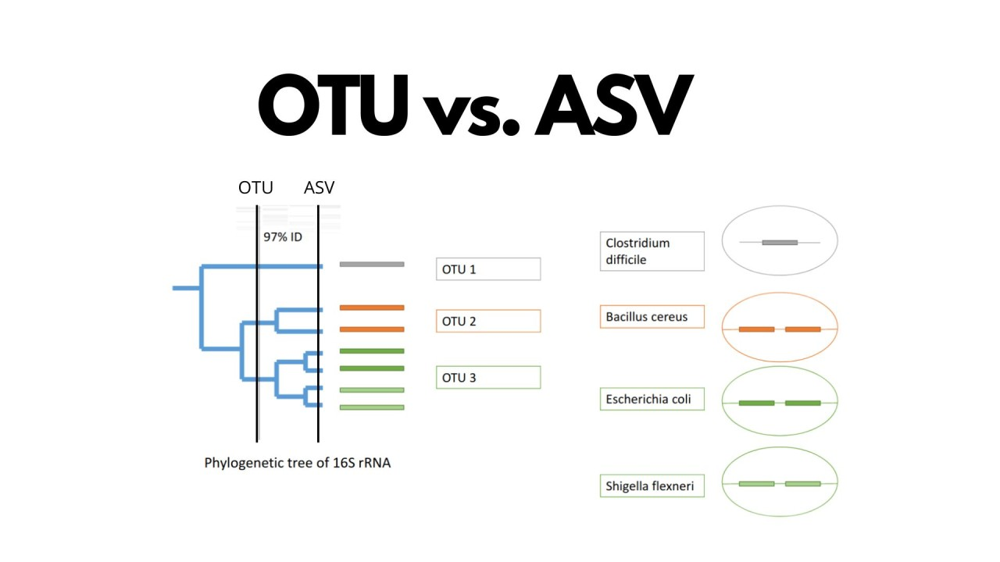 OTU vs. ASV
OTU
ASV
97% ID
OTU 1
OTU 2
OTU 3
Phylogenetic tree of 16S rRNA
Clostridium
difficile
Bacillus cereus
Escherichia coli
Shigella flexneri